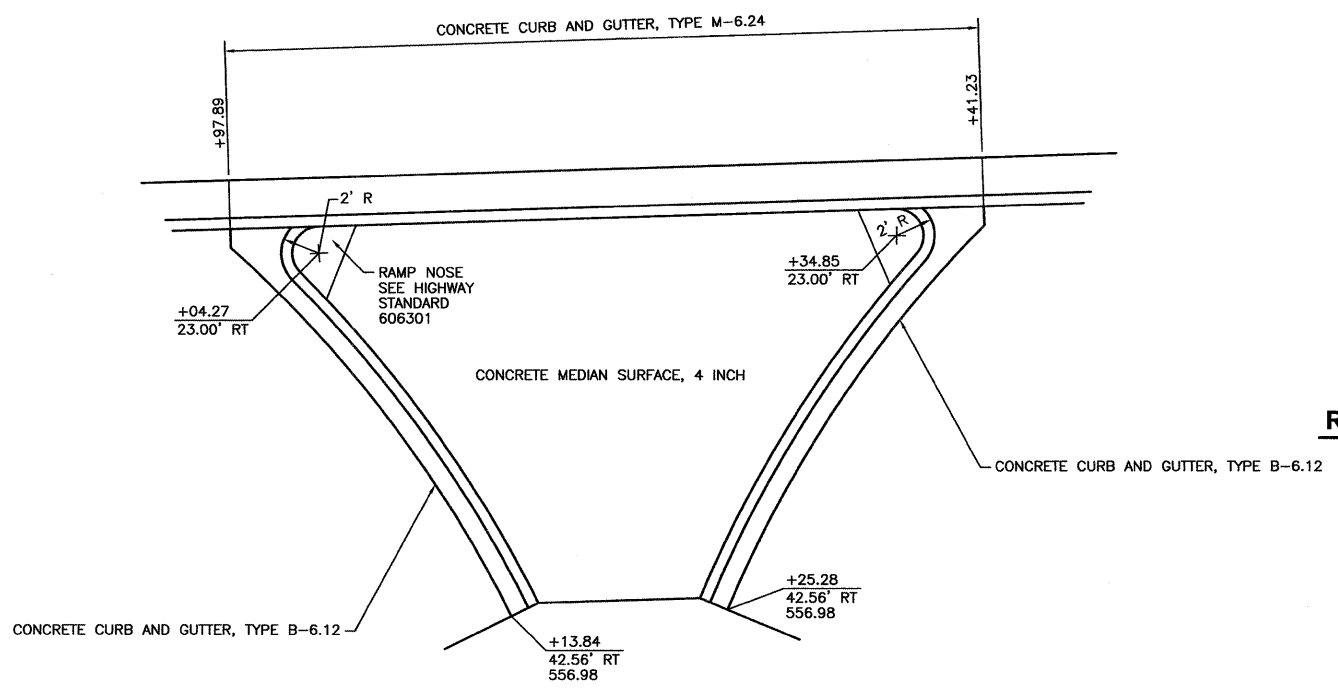 CONCRETE CURB AND GUTTER, TYPE M-6.24
+97.89
+41.23
2' R
2' R
RAMP NOSE
SEE HIGHWAY
STANDARD
606301
+04.27
23.00' RT
+34.85
23.00' RT
CONCRETE MEDIAN SURFACE, 4 INCH
R
CONCRETE CURB AND GUTTER, TYPE B-6.12
+25.28
42.56' RT
556.98
CONCRETE CURB AND GUTTER, TYPE B-6.12
+13.84
42.56' RT
556.98